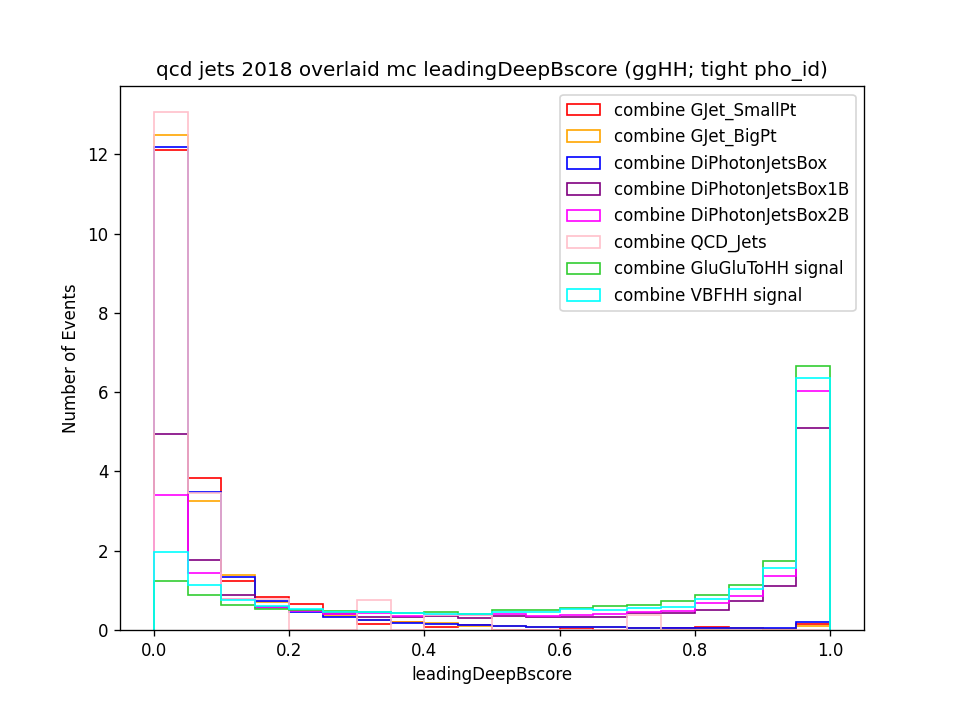 qcd jets 2018 overlaid mc leadingDeepBscore (ggHH; tight pho_id)
combine GJet_SmallPt
combine GJet_BigPt
combine DiPhotonJetsBox
combine DiPhotonJetsBox1B
combine DiPhotonJetsBox2B
combine QCD_Jets
combine GluGluToHH signal
combine VBFHH signal
Number of Events
12
10
8
6
4
2
0
0.0 0.2 0.4 0.6 0.8 1.0
leadingDeepBscore